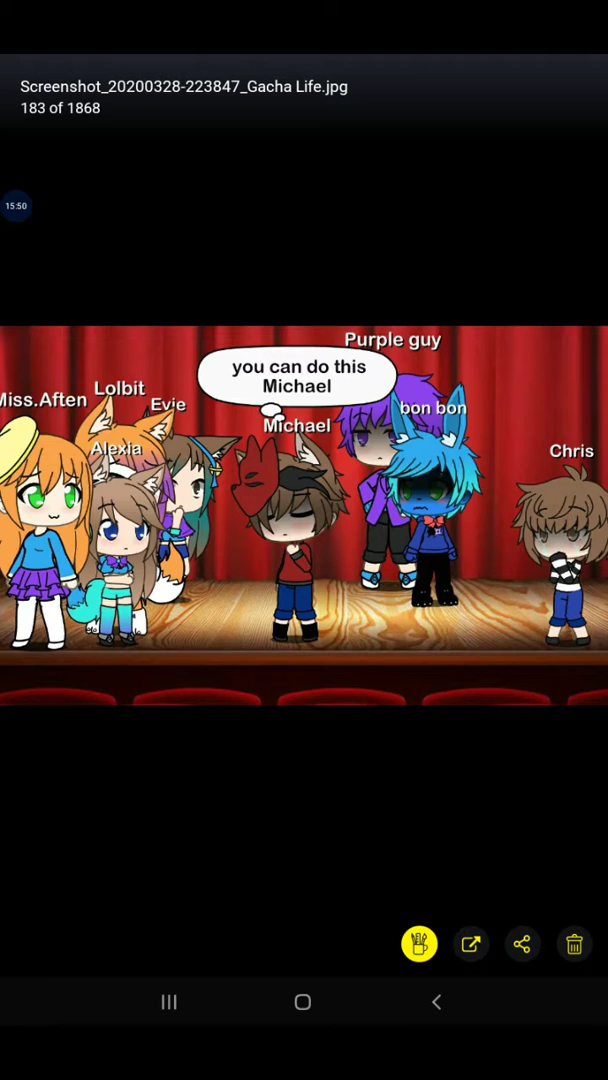 Screenshot_20200328-223847_Gacha Life.jpg
183 of 1868
15:50
Purple guy
you can do this
Michael
Lolbit
Miss.Aften
Evie
bon bon
Michael
Alexia
Chris